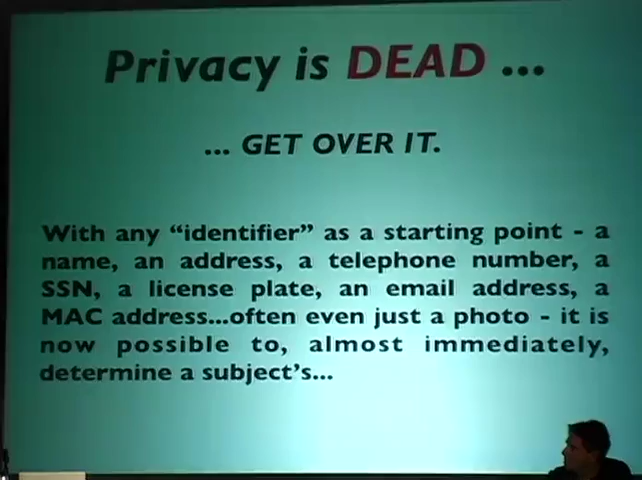 Privacy is DEAD ...
... GET OVER IT.
With any “identifier” as a starting point - a
name, an address, a telephone number, a
SSN, a license plate, an email address, a
MAC address...often even just a photo - it is
now possible to, almost immediately,
determine a subject’s...